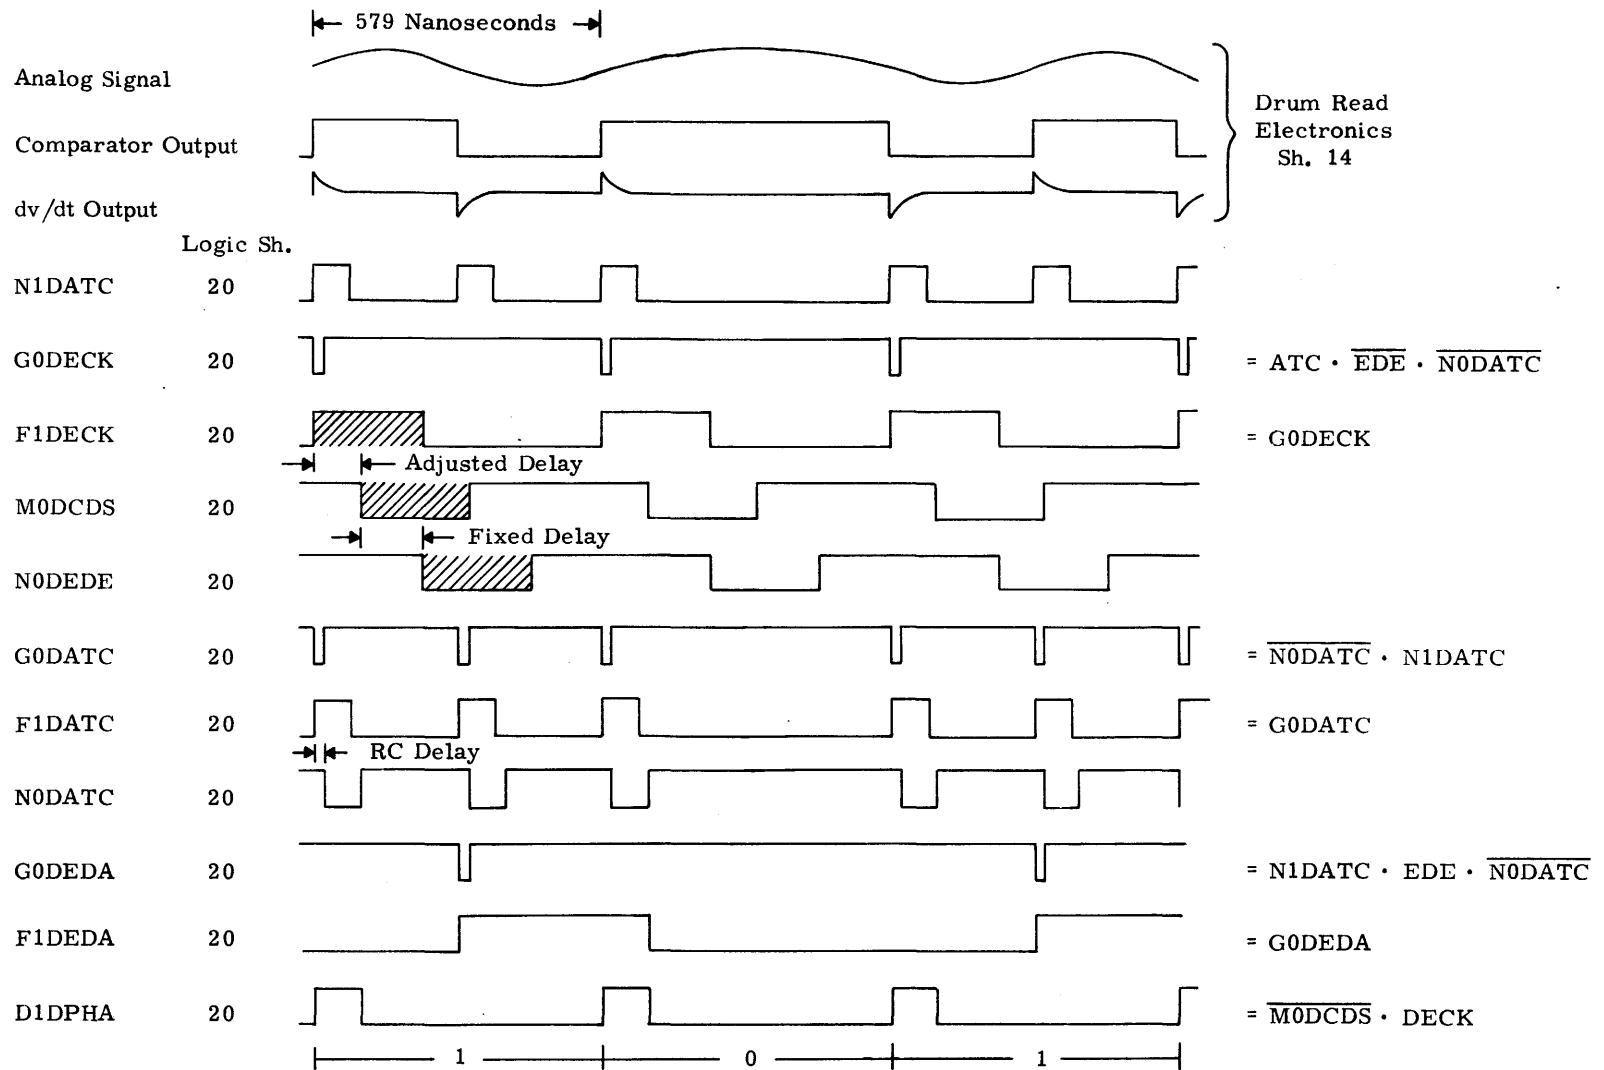 579 Nanoseconds
Analog Signal
Comparator Output
dv/dt Output
Drum Read
Electronics
Sh. 14
Logic Sh.
N1DATC 20
G0DECK 20 = ATC · EDE · N0DATC
F1DECK 20 = G0DECK
Adjusted Delay
M0DCDS 20
Fixed Delay
N0DEDE 20
G0DATC 20 = N0DATC · N1DATC
F1DATC 20 = G0DATC
RC Delay
N0DATC 20
G0DEDA 20 = N1DATC · EDE · N0DATC
F1DEDA 20 = G0DEDA
D1DPHA 20 = M0DCDS · DECK
1 0 1